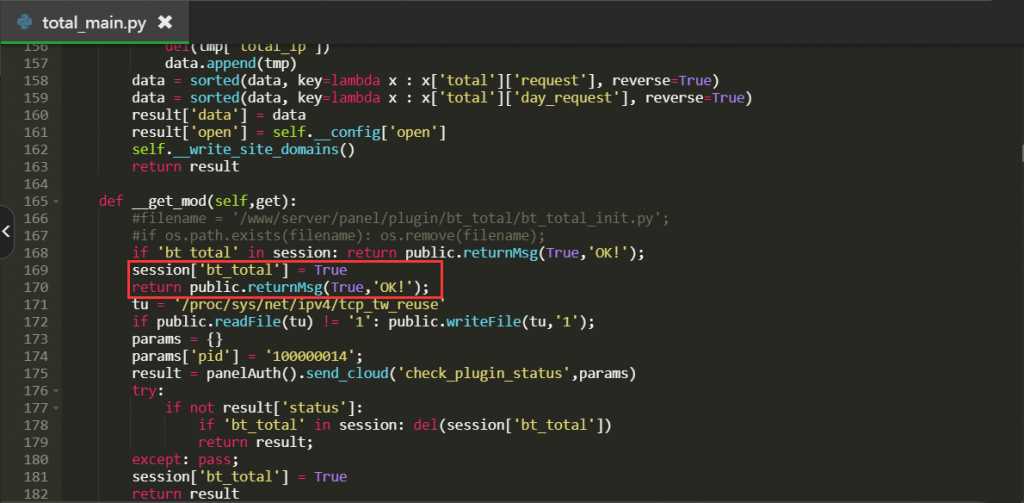 total_main.py ✖
156 del(tmp['total_ip'])
157 data.append(tmp)
158 data = sorted(data, key=lambda x : x['total']['request'], reverse=True)
159 data = sorted(data, key=lambda x : x['total']['day_request'], reverse=True)
160 result['data'] = data
161 result['open'] = self.__config['open']
162 self.__write_site_domains()
163 return result
164
165 def __get_mod(self,get):
166 #filename = '/www/server/panel/plugin/bt_total/bt_total_init.py';
167 #if os.path.exists(filename): os.remove(filename);
168 if 'bt_total' in session: return public.returnMsg(True,'OK!');
169 session['bt_total'] = True
170 return public.returnMsg(True,'OK!');
171 tu = '/proc/sys/net/ipv4/tcp_tw_reuse'
172 if public.readFile(tu) != '1': public.writeFile(tu,'1');
173 params = {}
174 params['pid'] = '100000014';
175 result = panelAuth().send_cloud('check_plugin_status',params)
176 try:
177 if not result['status']:
178 if 'bt_total' in session: del(session['bt_total'])
179 return result;
180 except: pass;
181 session['bt_total'] = True
182 return result